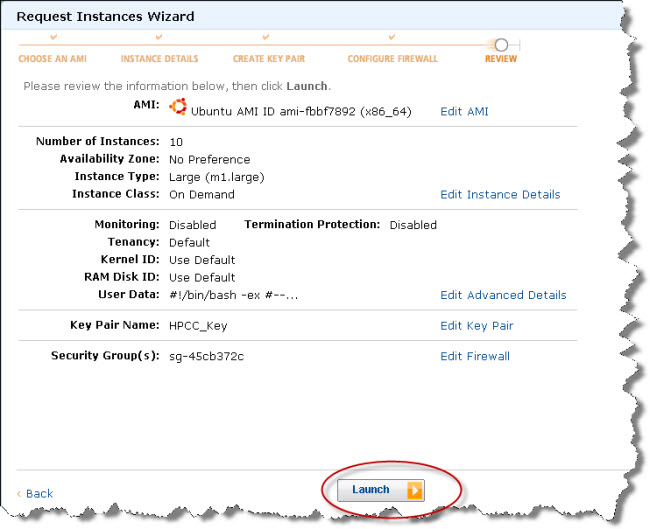 Request Instances Wizard
CHOOSE AN AMI INSTANCE DETAILS CREATE KEY PAIR CONFIGURE FIREWALL REVIEW
Please review the information below, then click Launch.
AMI: Ubuntu AMI ID ami-fbbf7892 (x86_64) Edit AMI
Number of Instances: 10
Availability Zone: No Preference
Instance Type: Large (m1.large)
Instance Class: On Demand Edit Instance Details
Monitoring: Disabled Termination Protection: Disabled
Tenancy: Default
Kernel ID: Use Default
RAM Disk ID: Use Default
User Data: #!/bin/bash -ex #--... Edit Advanced Details
Key Pair Name: HPCC_Key Edit Key Pair
Security Group(s): sg-45cb372c Edit Firewall
‹ Back Launch